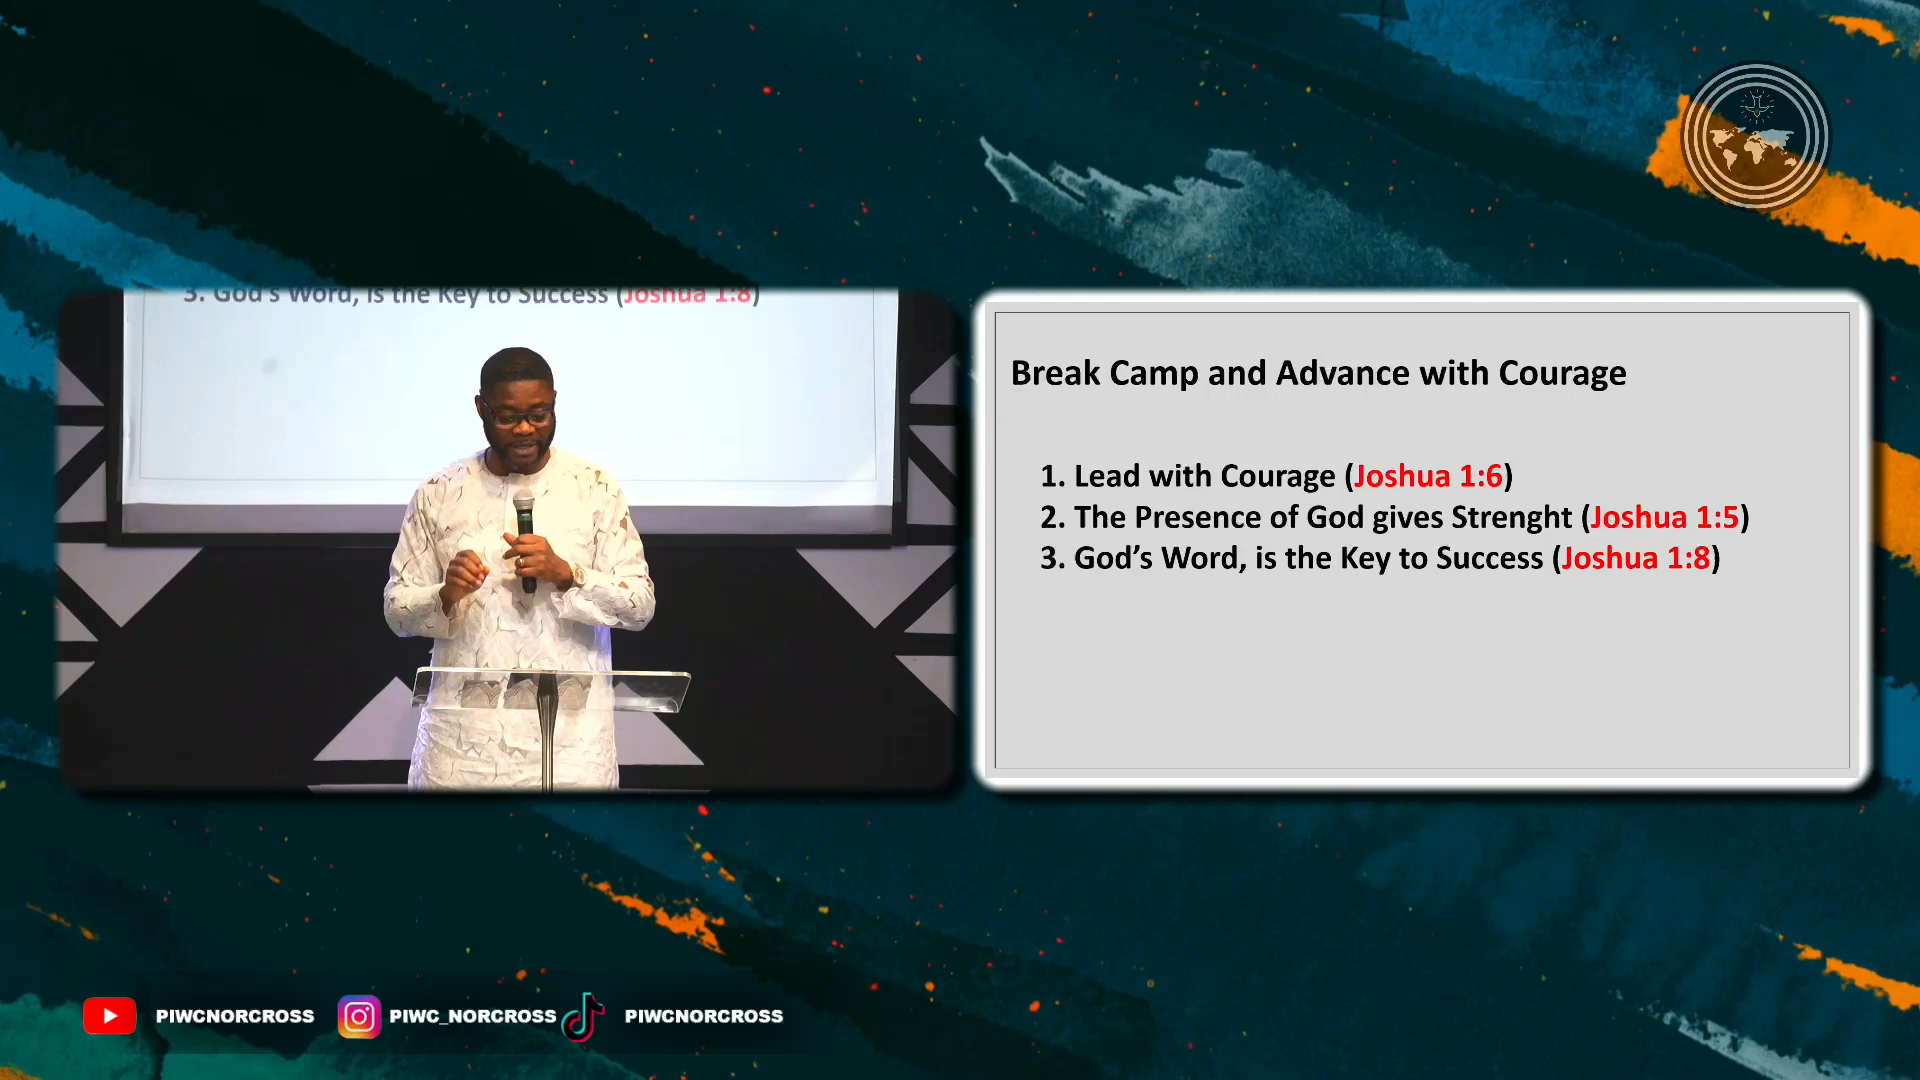 3. God's Word, is the Key to Success (Joshua 1:8)
Break Camp and Advance with Courage
1. Lead with Courage (Joshua 1:6)
2. The Presence of God gives Strenght (Joshua 1:5)
3. God’s Word, is the Key to Success (Joshua 1:8)
PIWCNORCROSS
PIWC_NORCROSS
PIWCNORCROSS